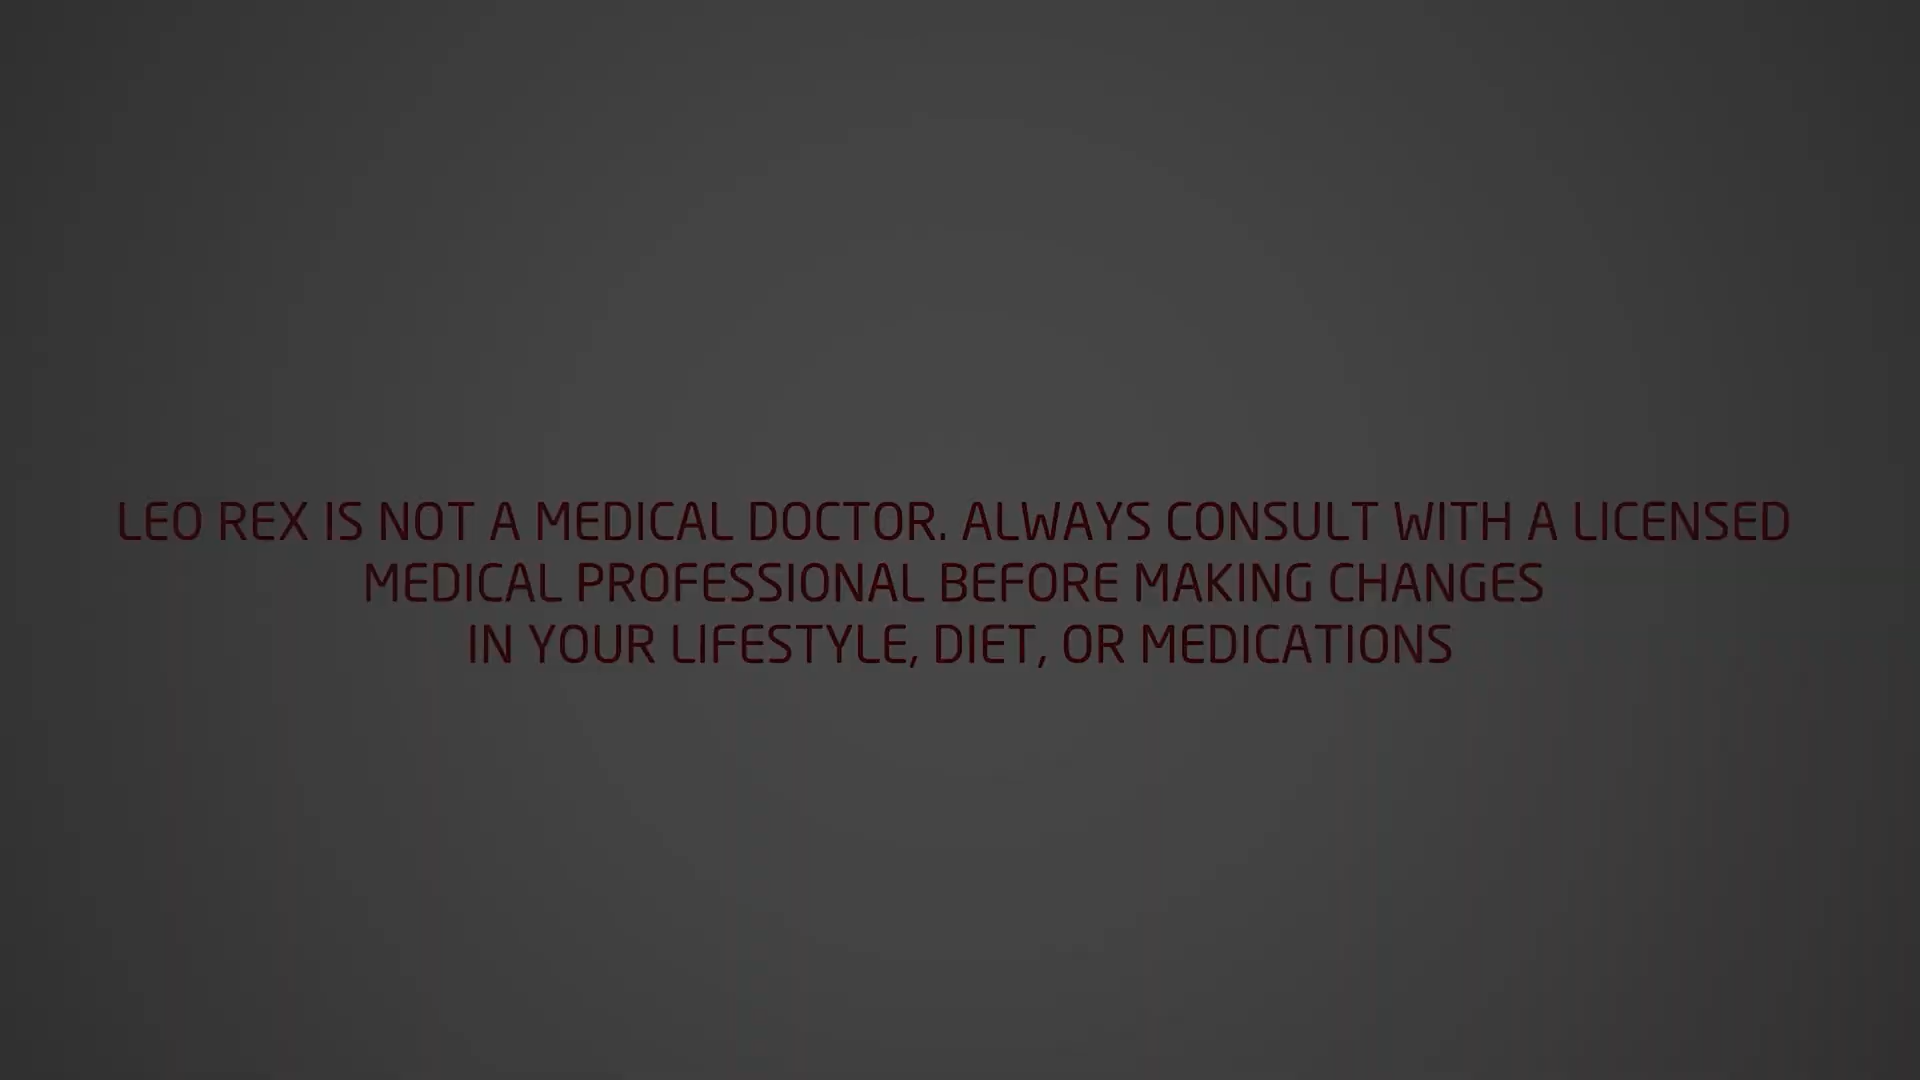 LEO REX IS NOT A MEDICAL DOCTOR. ALWAYS CONSULT WITH A LICENSED
MEDICAL PROFESSIONAL BEFORE MAKING CHANGES
IN YOUR LIFESTYLE, DIET, OR MEDICATIONS